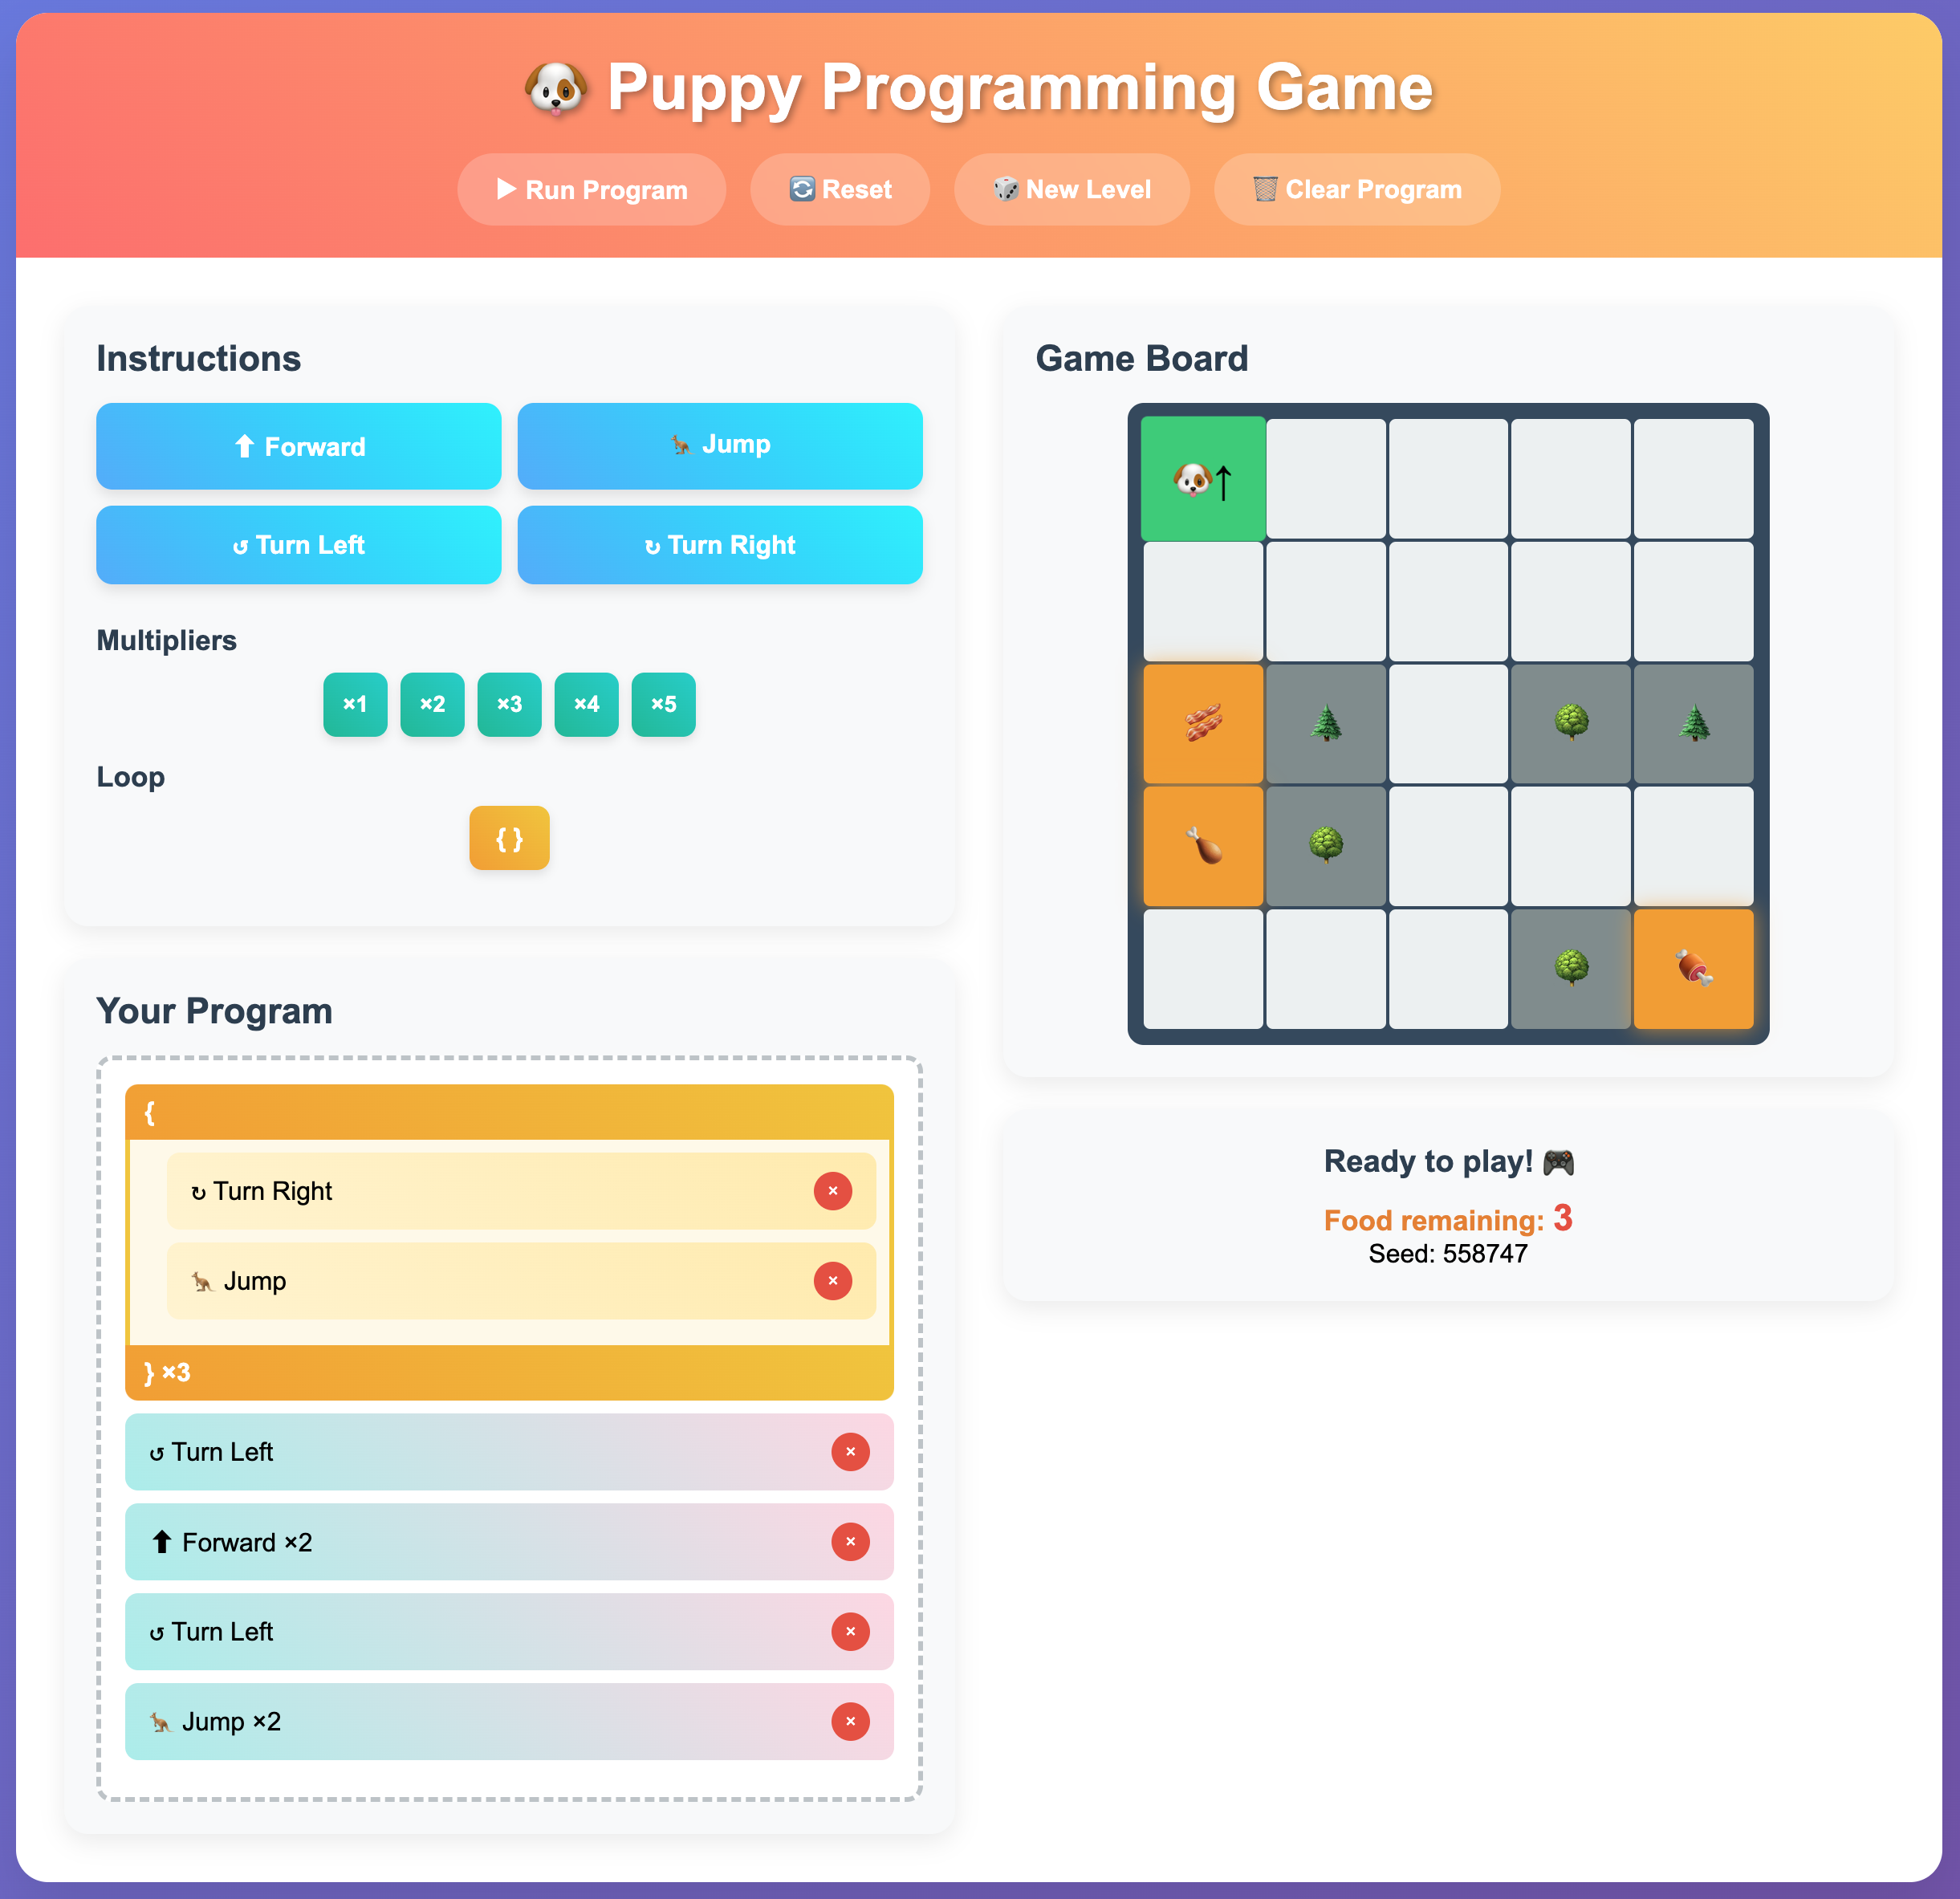 🐶 Puppy Programming Game
▶ Run Program
🔄 Reset
🎲 New Level
🗑️ Clear Program
Instructions
⬆ Forward
🦘 Jump
↺ Turn Left
↻ Turn Right
Multipliers
×1
×2
×3
×4
×5
Loop
{ }
Your Program
{
↻ Turn Right
×
🦘 Jump
×
} ×3
↺ Turn Left
×
⬆ Forward ×2
×
↺ Turn Left
×
🦘 Jump ×2
×
Game Board
🐶↑
Ready to play! 🎮
Food remaining: 3
Seed: 558747